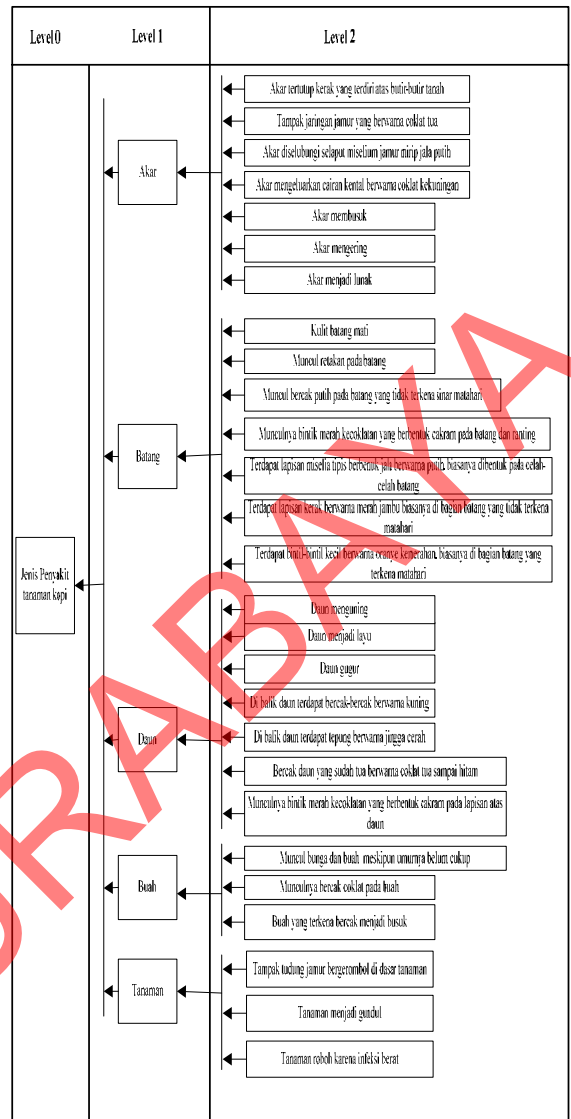 Level 0
Level 1
Level 2
Akar tertutup kerak yang terdiri atas butir-butir tanah
Tampak jaringan jamur yang berwarna coklat tua
Akar diselubungi selaput miselium jamur mirip jala putih
Akar mengeluarkan cairan kental berwarna coklat kekuningan
Akar membusuk
Akar mengering
Akar menjadi lunak
Akar
Kulit batang mati
Muncul retakan pada batang
Muncul bercak putih pada batang yang tidak terkena sinar matahari
Munculnya bintik merah kecoklatan yang berbentuk cakram pada batang dan ranting
Terdapat lapisan miselia tipis berbentuk jala berwarna putih, biasanya dibentuk pada celah-
celah batang
Terdapat lapisan kerak berwarna merah jambu biasanya di bagian batang yang tidak terkena
matahari
Terdapat bintil-bintil kecil berwarna oranye kemerahan, biasanya di bagian batang yang
terkena matahari
Batang
Jenis Penyakit
tanaman kopi
Daun menguning
Daun menjadi layu
Daun gugur
Di balik daun terdapat bercak-bercak berwarna kuning
Di balik daun terdapat tepung berwarna jingga cerah
Bercak daun yang sudah tua berwarna coklat tua sampai hitam
Munculnya bintik merah kecoklatan yang berbentuk cakram pada lapisan atas
daun
Daun
Muncul bunga dan buah meskipun umurnya belum cukup
Munculnya bercak coklat pada buah
Buah yang terkena bercak menjadi busuk
Buah
Tampak tudung jamur bergerombol di dasar tanaman
Tanaman menjadi gundul
Tanaman roboh karena infeksi berat
Tanaman
URABAYA